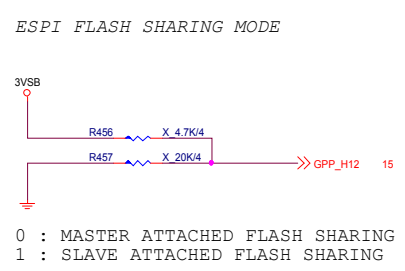 ESPI FLASH SHARING MODE
3VSB
R456 X_4.7K/4
R457 X_20K/4
GPP_H12 15
0 : MASTER ATTACHED FLASH SHARING
1 : SLAVE ATTACHED FLASH SHARING